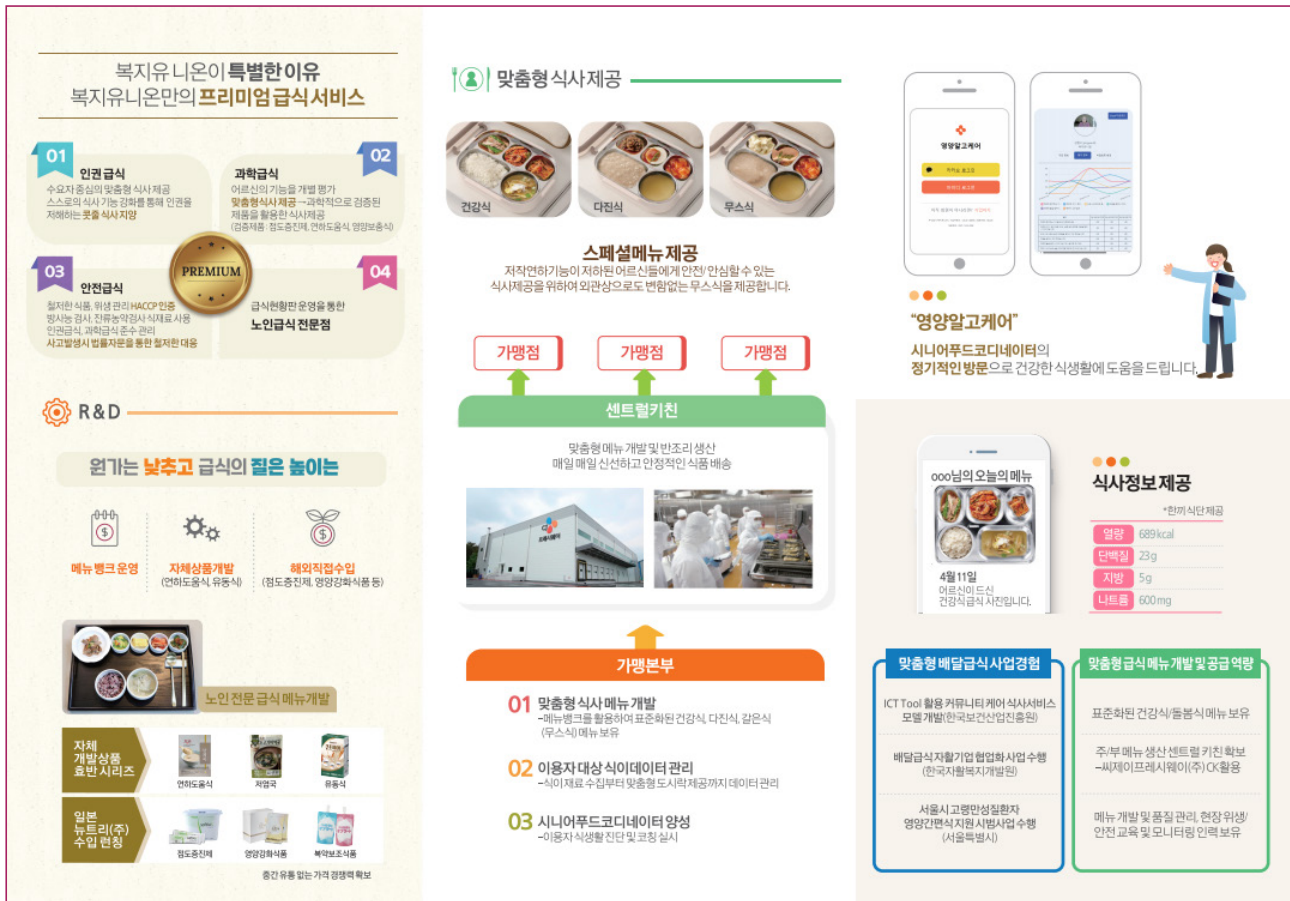 복지유니온이 특별한 이유
복지유니온만의 프리미엄 급식 서비스
01
인권 급식
수요자 중심의 맞춤형 식사 제공
스스로의 식사 기능 강화를 통해 인권을
저해하는 콧줄 식사 지양
02
과학급식
어르신의 기능을 개별 평가
맞춤형식사 제공→과학적으로 검증된
제품을 활용한 식사제공
(검증제품 : 점도증진제, 연하도움식, 영양보충식)
PREMIUM
03
안전급식
철저한 식품, 위생 관리 HACCP 인증
방사능 검사, 잔류농약검사 식재료 사용
인권급식, 과학급식 준수 관리
사고발생시 법률자문을 통한 철저한 대응
04
급식현황판 운영을 통한
노인급식 전문점
R&D
원가는 낮추고 급식의 질은 높이는
메뉴 뱅크 운영
자체상품개발
(연하도움식, 유동식)
해외직접수입
(점도증진제, 영양강화식품 등)
노인 전문 급식 메뉴개발
자체
개발상품
효반 시리즈
연하도움식
저염국
유동식
일본
뉴트리(주)
수입 런칭
점도증진제
영양강화식품
복약보조식품
중간 유통 없는 가격 경쟁력 확보
맞춤형 식사 제공
건강식
다진식
무스식
스페셜메뉴 제공
저작연하기능이 저하된 어르신들에게 안전/안심할 수 있는
식사제공을 위하여 외관상으로도 변함없는 무스식을 제공합니다.
가맹점
가맹점
가맹점
센트럴키친
맞춤형 메뉴 개발 및 반조리 생산
매일 매일 신선하고 안정적인 식품 배송
CJ
프레시웨이
가맹본부
01 맞춤형 식사 메뉴 개발
–메뉴뱅크를 활용하여 표준화된 건강식, 다진식, 갈은식
(무스식) 메뉴 보유
02 이용자 대상 식이데이터 관리
–식이 재료 수집부터 맞춤형 도시락 제공까지 데이터 관리
03 시니어푸드코디네이터 양성
–이용자 식생활 진단 및 코칭 실시
영양알고케어
“영양알고케어”
시니어푸드코디네이터의
정기적인 방문으로 건강한 식생활에 도움을 드립니다.
ooo님의 오늘의 메뉴
4월 11일
어르신이 드신
건강식급식 사진입니다.
식사정보 제공
*한끼 식단 제공
열량 689 kcal
단백질 23 g
지방 5 g
나트륨 600 mg
맞춤형 배달급식 사업경험
ICT Tool 활용 커뮤니티 케어 식사서비스
모델 개발(한국보건산업진흥원)
배달급식 자활기업 협업화사업 수행
(한국자활복지개발원)
서울시 고령만성질환자
영양간편식 지원 시범사업 수행
(서울특별시)
맞춤형 급식 메뉴 개발 및 공급 역량
표준화된 건강식/돌봄식 메뉴 보유
주/부 메뉴 생산 센트럴 키친 확보
–씨제이프레시웨이(주) CK활용
메뉴 개발 및 품질 관리, 현장 위생/
안전 교육 및 모니터링 인력 보유